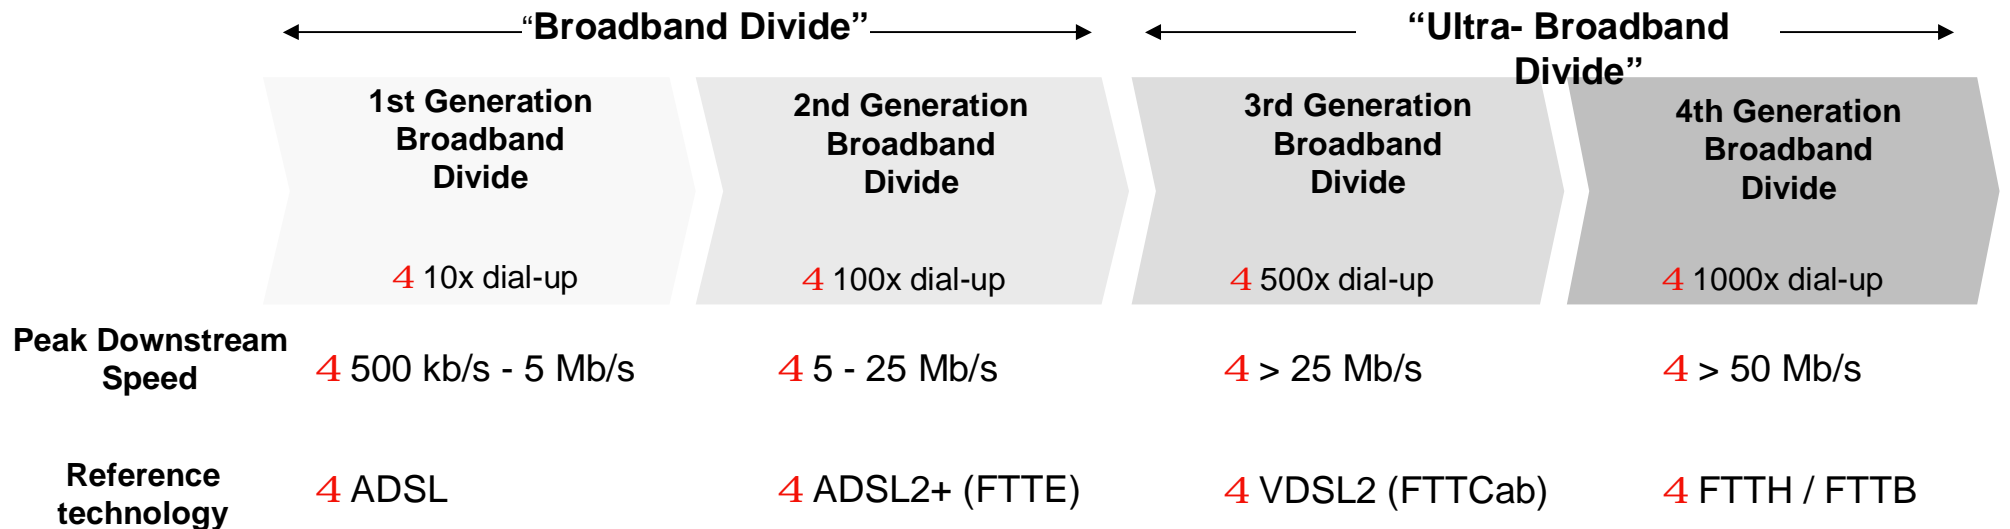 “Broadband Divide”
“Ultra- Broadband
Divide”
1st Generation
Broadband
Divide
2nd Generation
Broadband
Divide
3rd Generation
Broadband
Divide
4th Generation
Broadband
Divide
4 10x dial-up
4 100x dial-up
4 500x dial-up
4 1000x dial-up
Peak Downstream
Speed
4 500 kb/s - 5 Mb/s
4 5 - 25 Mb/s
4 > 25 Mb/s
4 > 50 Mb/s
Reference
technology
4 ADSL
4 ADSL2+ (FTTE)
4 VDSL2 (FTTCab)
4 FTTH / FTTB